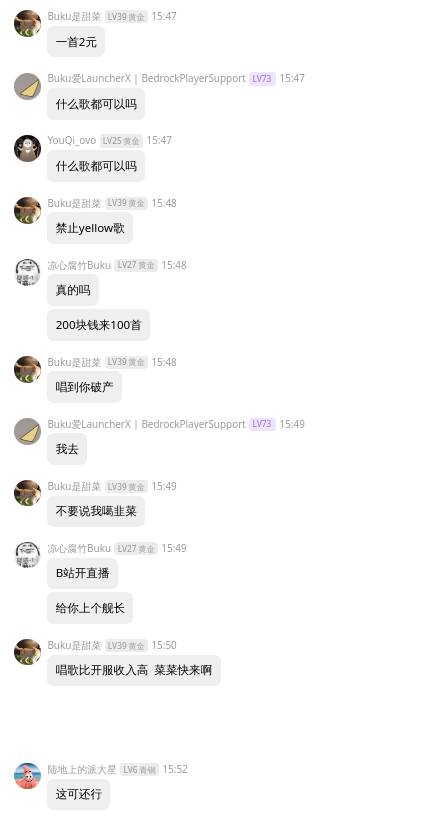 Buku是甜菜 LV39 黄金 15:47
一首2元
Buku爱LauncherX | BedrockPlayerSupport LV73 15:47
什么歌都可以吗
YouQi_ovo LV25 黄金 15:47
什么歌都可以吗
Buku是甜菜 LV39 黄金 15:48
禁止yellow歌
凉心腐竹Buku LV27 黄金 15:48
真的吗
200块钱来100首
Buku是甜菜 LV39 黄金 15:48
唱到你破产
Buku爱LauncherX | BedrockPlayerSupport LV73 15:49
我去
Buku是甜菜 LV39 黄金 15:49
不要说我噶韭菜
凉心腐竹Buku LV27 黄金 15:49
B站开直播
给你上个舰长
Buku是甜菜 LV39 黄金 15:50
唱歌比开服收入高 菜菜快来啊
陆地上的派大星 LV6 青铜 15:52
这可还行